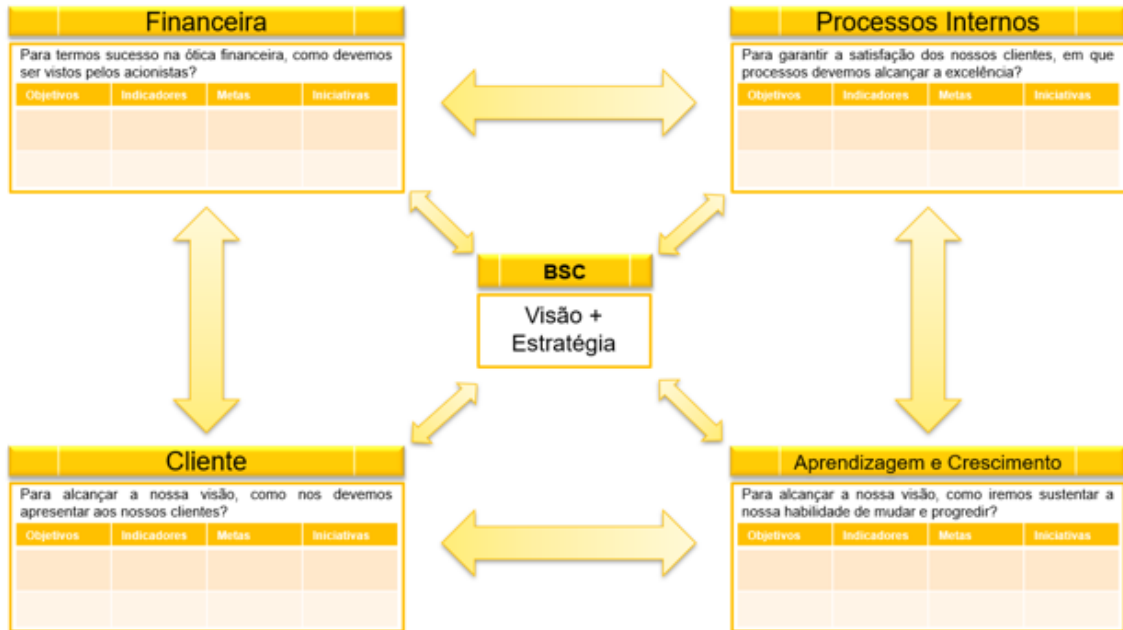 Financeira
Para termos sucesso na ótica financeira, como devemos
ser vistos pelos acionistas?
Objetivos Indicadores Metas Iniciativas
Processos Internos
Para garantir a satisfação dos nossos clientes, em que
processos devemos alcançar a excelência?
Objetivos Indicadores Metas Iniciativas
BSC
Visão +
Estratégia
Cliente
Para alcançar a nossa visão, como nos devemos
apresentar aos nossos clientes?
Objetivos Indicadores Metas Iniciativas
Aprendizagem e Crescimento
Para alcançar a nossa visão, como iremos sustentar a
nossa habilidade de mudar e progredir?
Objetivos Indicadores Metas Iniciativas